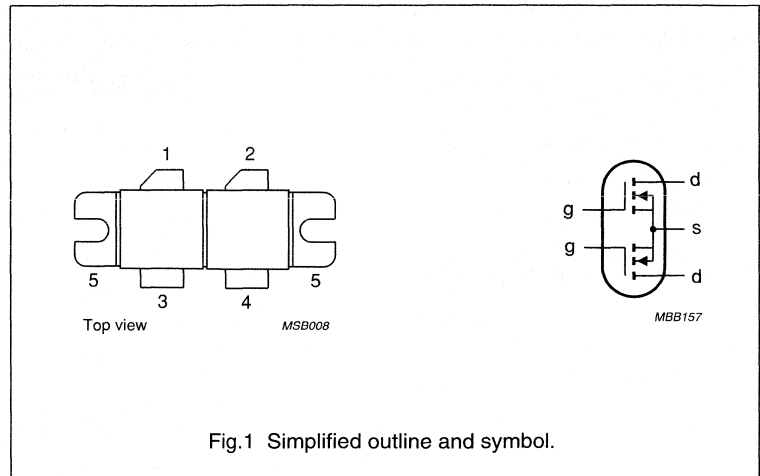 1 2
5 5
3 4
Top view MSB008
d
g
s
g
d
MBB157
Fig.1 Simplified outline and symbol.